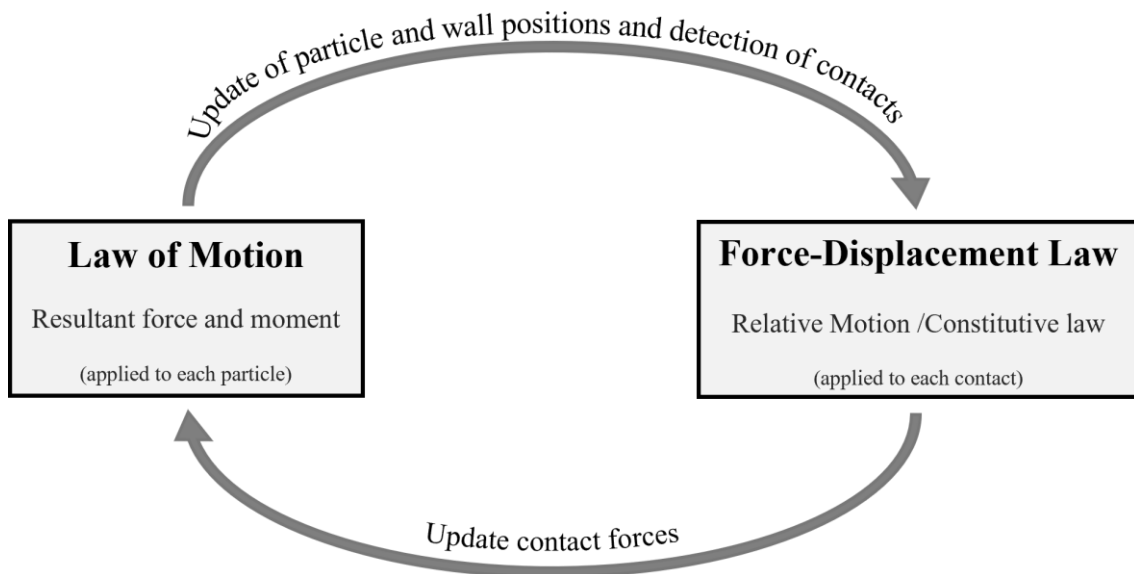 Update of particle and wall positions and detection of contacts
Law of Motion
Resultant force and moment
(applied to each particle)
Force-Displacement Law
Relative Motion /Constitutive law
(applied to each contact)
Update contact forces